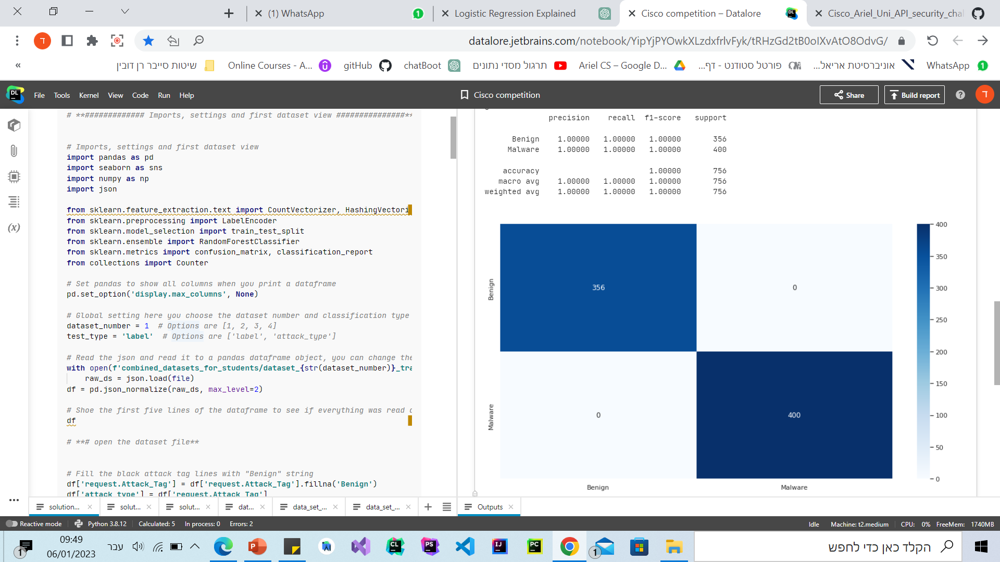 (1) WhatsApp
Logistic Regression Explained
Cisco competition – Datalore
Cisco_Ariel_Uni_API_security_chal
datalore.jetbrains.com/notebook/YipYjPYOwkXLzdxfrlvFyk/tRHzGd2tB0oIXvAtO8OdvG/
שיטות סייבר רן דובין
Online Courses - A...
gitHub
chatBoot
תרגול מסדי נתונים
Ariel CS – Google D...
פורטל סטודנט - דף...
אוניברסיטת אריאל...
WhatsApp
File Tools Kernel View Code Run Help
Cisco competition
Share
Build report
# **############# Imports, settings and first dataset view ###############**
# Imports, settings and first dataset view
import pandas as pd
import seaborn as sns
import numpy as np
import json
from sklearn.feature_extraction.text import CountVectorizer, HashingVectori
from sklearn.preprocessing import LabelEncoder
from sklearn.model_selection import train_test_split
from sklearn.ensemble import RandomForestClassifier
from sklearn.metrics import confusion_matrix, classification_report
from collections import Counter
# Set pandas to show all columns when you print a dataframe
pd.set_option('display.max_columns', None)
# Global setting here you choose the dataset number and classification type
dataset_number = 1  # Options are [1, 2, 3, 4]
test_type = 'label'  # Options are ['label', 'attack_type']
# Read the json and read it to a pandas dataframe object, you can change the
with open(f'combined_datasets_for_students/dataset_{str(dataset_number)}_tra
raw_ds = json.load(file)
df = pd.json_normalize(raw_ds, max_level=2)
# Shoe the first five lines of the dataframe to see if everything was read
df
# **# open the dataset file**
# Fill the black attack tag lines with "Benign" string
df['request.Attack_Tag'] = df['request.Attack_Tag'].fillna('Benign')
df['attack_type'] = df['request.Attack_Tag']
precision recall f1-score support
Benign 1.00000 1.00000 1.00000 356
Malware 1.00000 1.00000 1.00000 400
accuracy 1.00000 756
macro avg 1.00000 1.00000 1.00000 756
weighted avg 1.00000 1.00000 1.00000 756
Benign
356
0
Malware
0
400
Benign
Malware
400
350
300
250
200
150
100
50
0
solution...
solut...
solut...
dat...
data_set_...
data_set_...
Outputs
Reactive mode
Python 3.8.12
Calculated: 5
In process: 0
Errors: 2
Idle
Machine: t2.medium
CPU: 0%
FreeMem: 1740MB
1
09:49
06/01/2023
עבר
1
הקלד כאן כדי לחפש